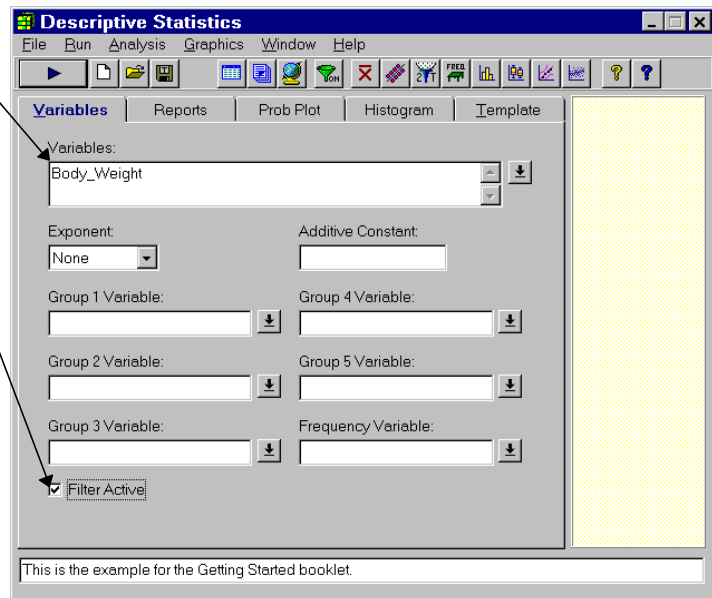 Descriptive Statistics
File Run Analysis Graphics Window Help
ON FREQ ? ?
Variables Reports Prob Plot Histogram Template
Variables:
Body_Weight
Exponent: Additive Constant:
None
Group 1 Variable: Group 4 Variable:
Group 2 Variable: Group 5 Variable:
Group 3 Variable: Frequency Variable:
Filter Active
This is the example for the Getting Started booklet.